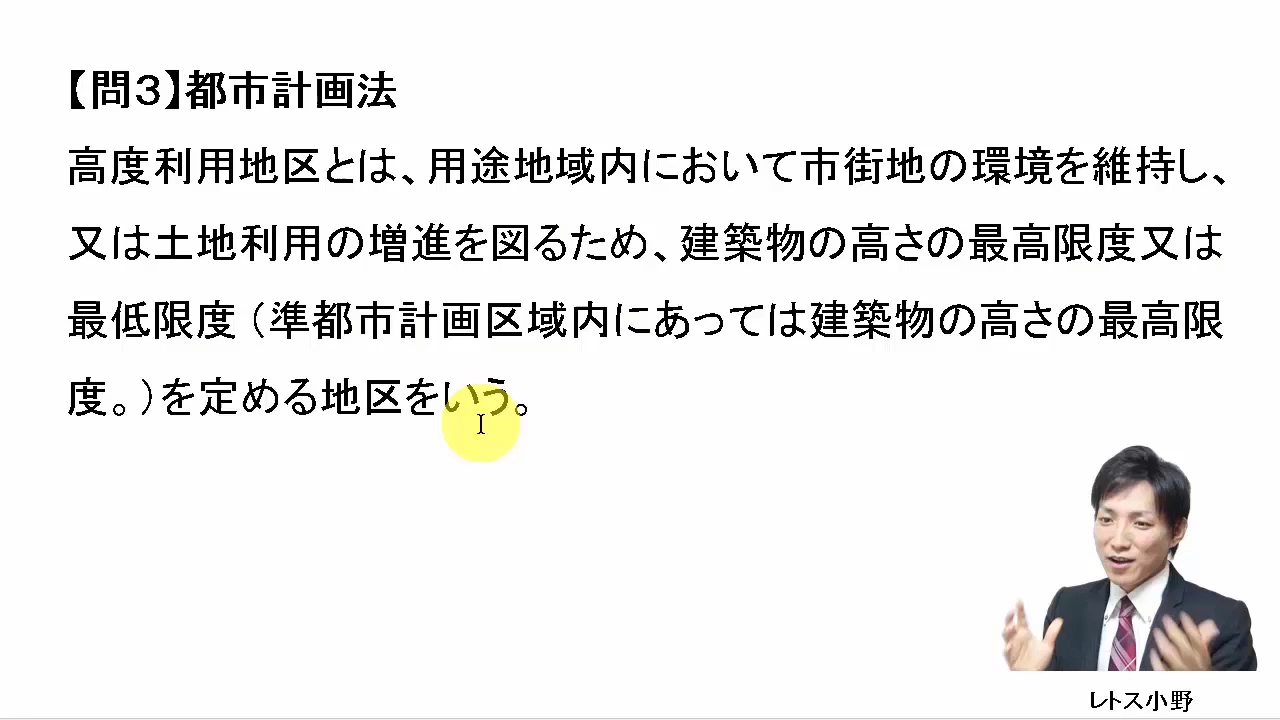 【問３】都市計画法
高度利用地区とは、用途地域内において市街地の環境を維持し、
又は土地利用の増進を図るため、建築物の高さの最高限度又は
最低限度（準都市計画区域内にあっては建築物の高さの最高限
度。）を定める地区をいう。
レトス小野